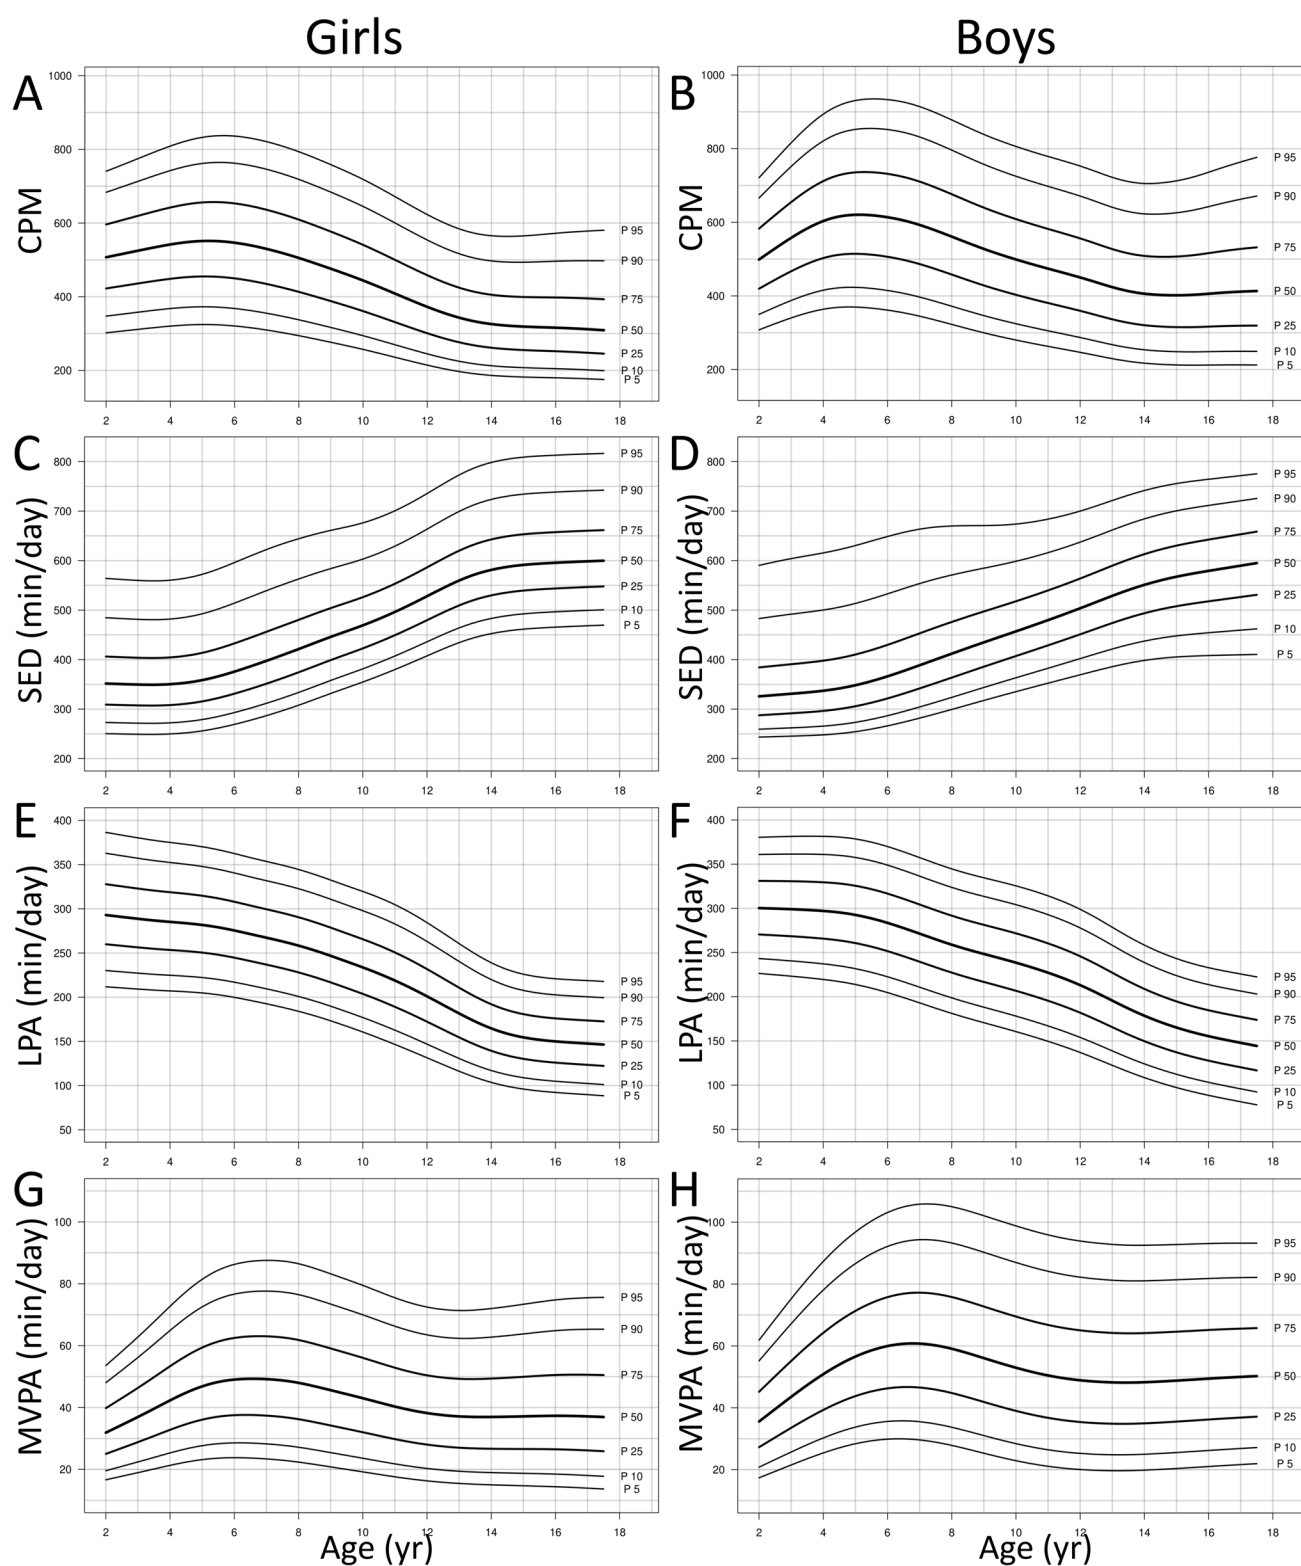 Girls
Boys
A
CPM
1000
800
600
400
200
P 95
P 90
P 75
P 50
P 25
P 10
P 5
2 4 6 8 10 12 14 16 18
B
CPM
1000
800
600
400
200
P 95
P 90
P 75
P 50
P 25
P 10
P 5
2 4 6 8 10 12 14 16 18
C
SED (min/day)
800
700
600
500
400
300
200
P 95
P 90
P 75
P 50
P 25
P 10
P 5
2 4 6 8 10 12 14 16 18
D
SED (min/day)
800
700
600
500
400
300
200
P 95
P 90
P 75
P 50
P 25
P 10
P 5
2 4 6 8 10 12 14 16 18
E
LPA (min/day)
400
350
300
250
200
150
100
50
P 95
P 90
P 75
P 50
P 25
P 10
P 5
2 4 6 8 10 12 14 16 18
F
LPA (min/day)
400
350
300
250
200
150
100
50
P 95
P 90
P 75
P 50
P 25
P 10
P 5
2 4 6 8 10 12 14 16 18
G
MVPA (min/day)
100
80
60
40
20
P 95
P 90
P 75
P 50
P 25
P 10
P 5
2 4 6 8 10 12 14 16 18
Age (yr)
H
MVPA (min/day)
100
80
60
40
20
P 95
P 90
P 75
P 50
P 25
P 10
P 5
2 4 6 8 10 12 14 16 18
Age (yr)